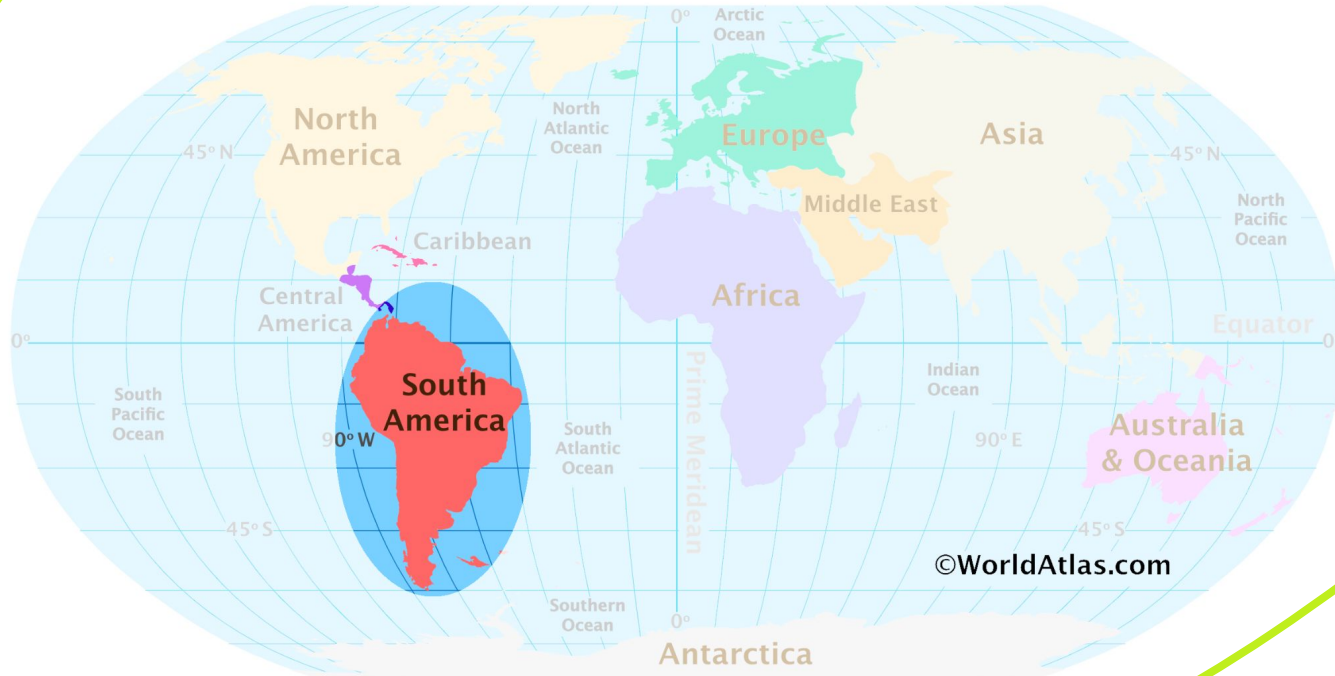 0°
Arctic
Ocean
North
America
North
Atlantic
Ocean
Europe
Asia
45° N
45° N
Middle East
North
Pacific
Ocean
Caribbean
Central
America
Africa
Equator
0°
0
South
America
South
Pacific
Ocean
Prime Meridean
Indian
Ocean
90° W
South
Atlantic
Ocean
90° E
Australia
& Oceania
45° S
45° S
©WorldAtlas.com
Southern
Ocean
0°
Antarctica